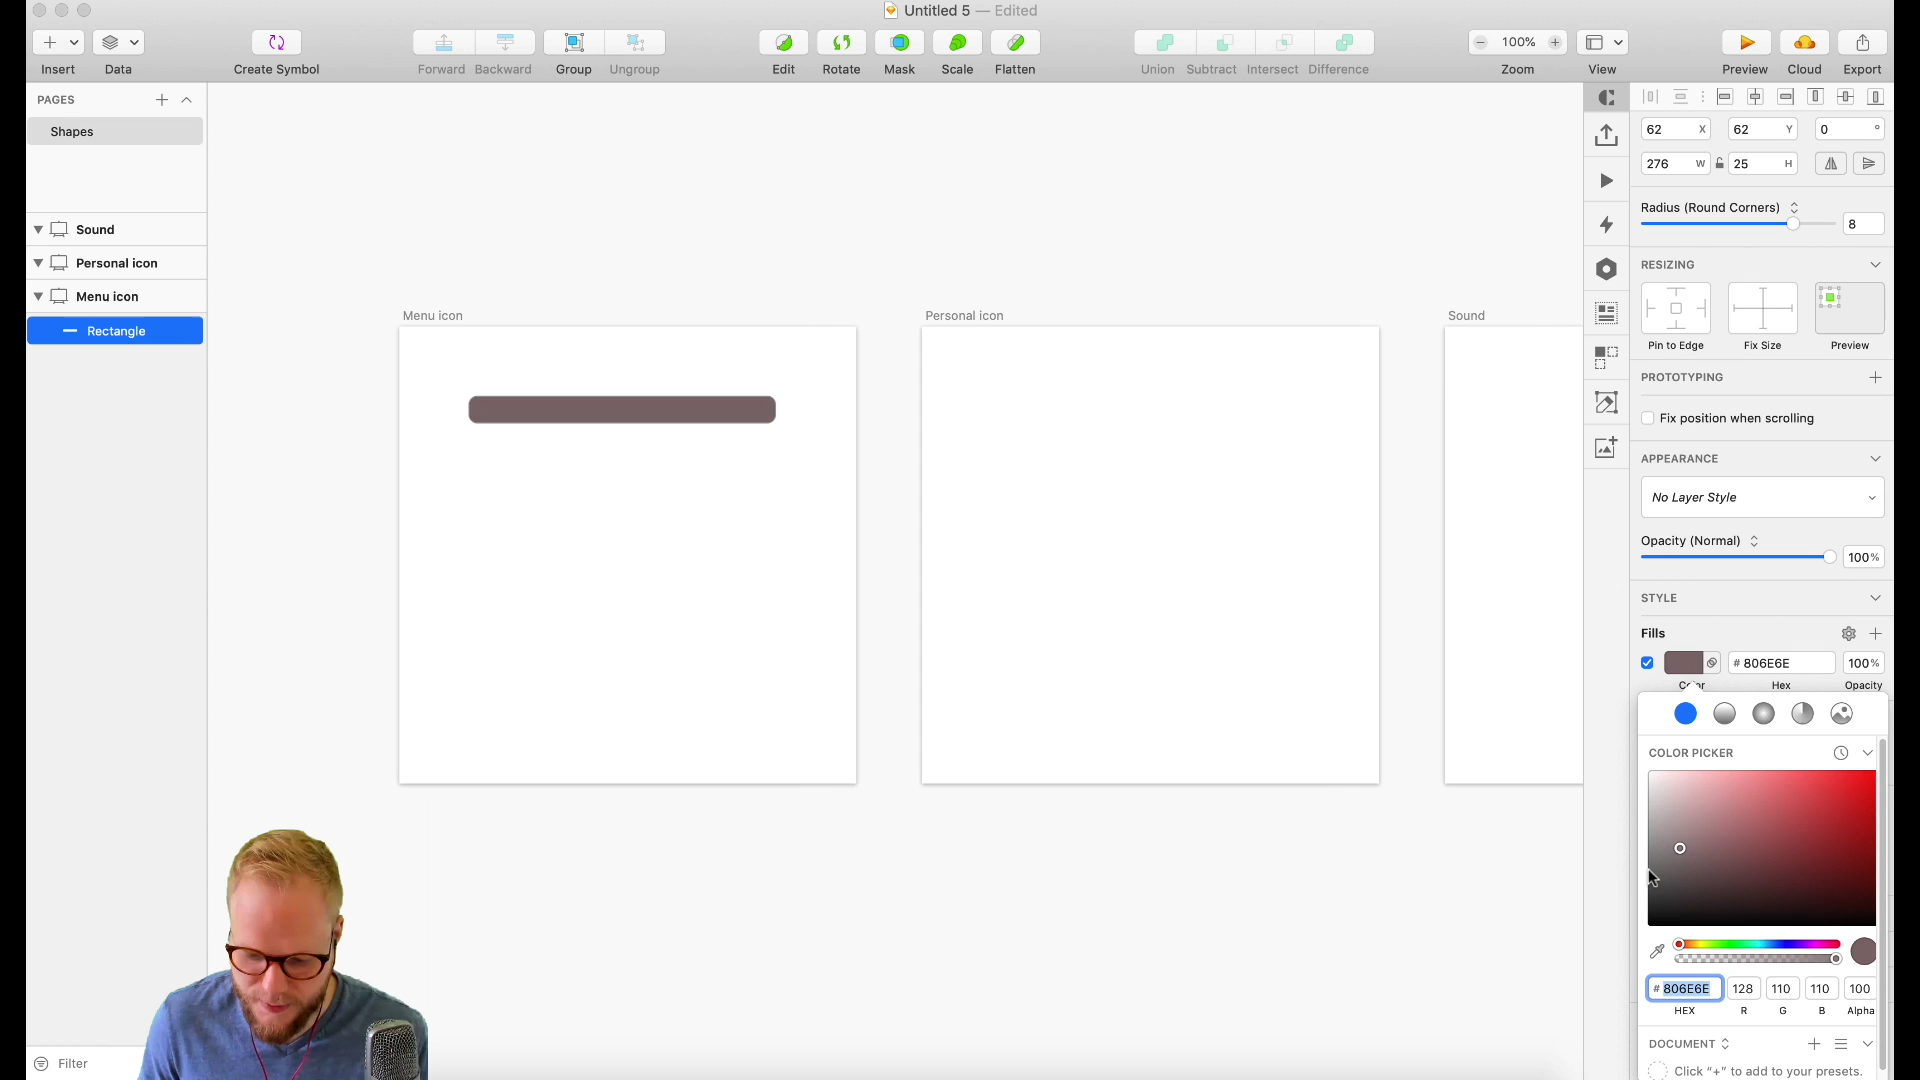 Untitled 5 — Edited
100%
Insert Data Create Symbol Forward Backward Group Ungroup Edit Rotate Mask Scale Flatten Union Subtract Intersect Difference Zoom View Preview Cloud Export
PAGES
Shapes
Sound
Personal icon
Menu icon
Rectangle
Filter
Menu icon
Personal icon
Sound
62 X 62 Y 0 °
276 W 25 H
Radius (Round Corners)
8
RESIZING
Pin to Edge Fix Size Preview
PROTOTYPING
Fix position when scrolling
APPEARANCE
No Layer Style
Opacity (Normal)
100%
STYLE
Fills
# 806E6E 100%
Color Hex Opacity
COLOR PICKER
# 806E6E 128 110 110 100
HEX R G B Alpha
DOCUMENT
Click "+" to add to your presets.